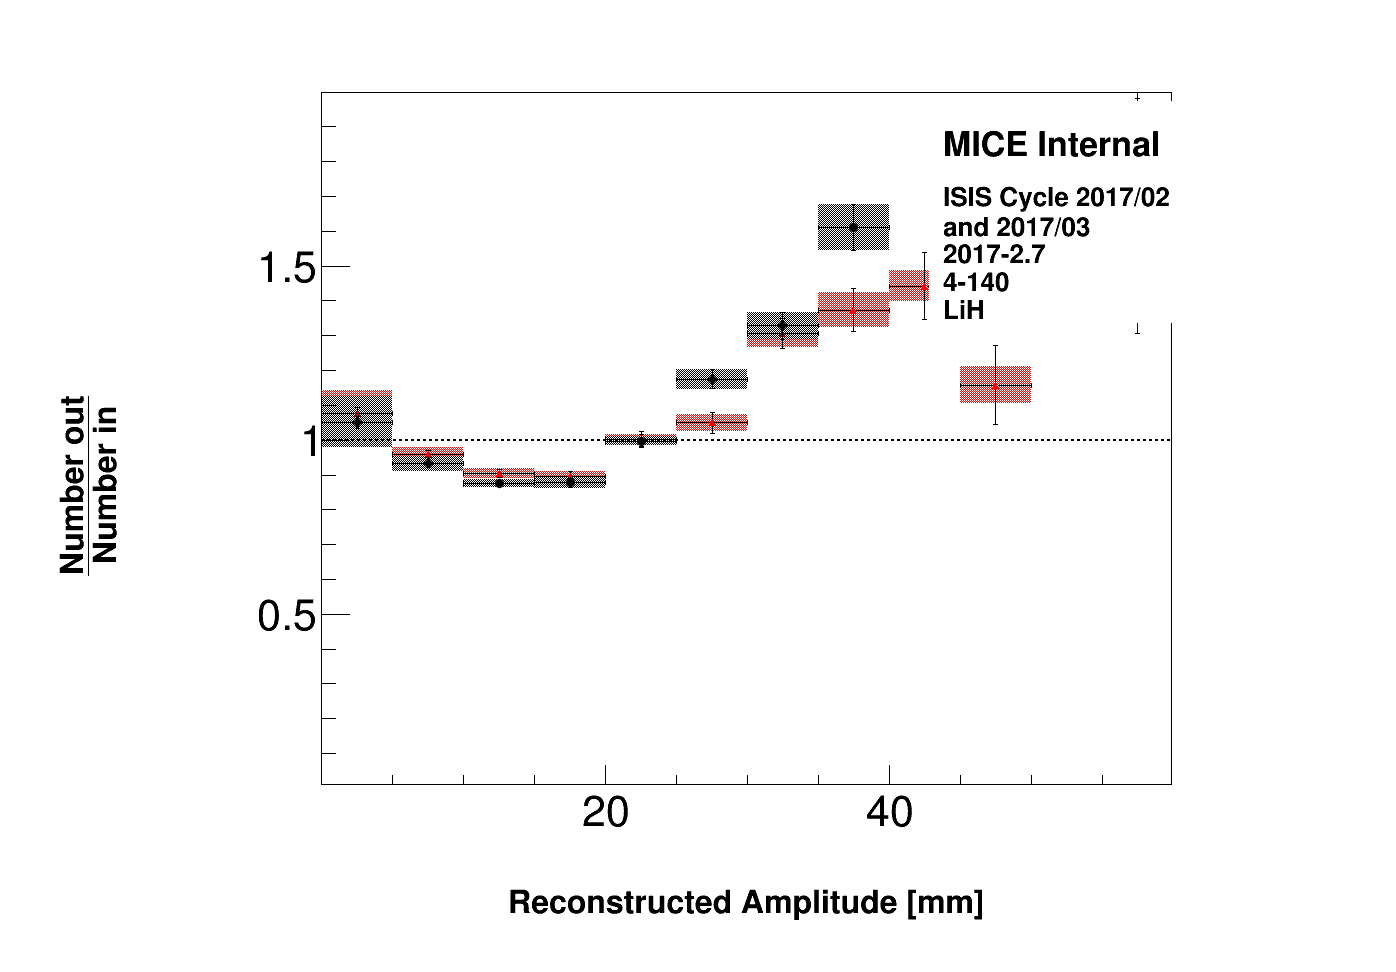 MICE Internal
ISIS Cycle 2017/02
and 2017/03
2017-2.7
4-140
LiH
1.5
1
0.5
Number out
Number in
20 40
Reconstructed Amplitude [mm]